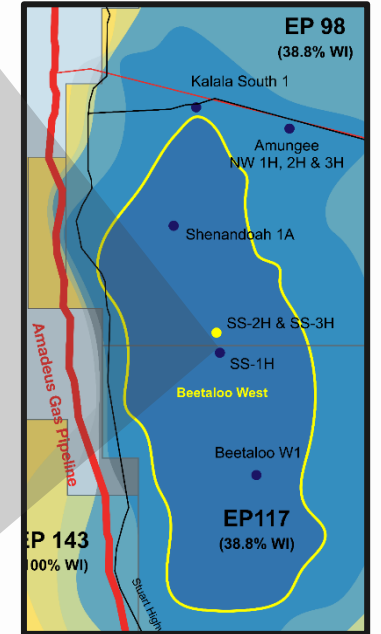 EP 98
(38.8% WI)
Kalala South 1
Amungee
NW 1H, 2H & 3H
Shenandoah 1A
SS-2H & SS-3H
SS-1H
Amadeus Gas Pipeline
Beetaloo West
Beetaloo W1
EP117
(38.8% WI)
EP 143
00% WI)
Stuart High